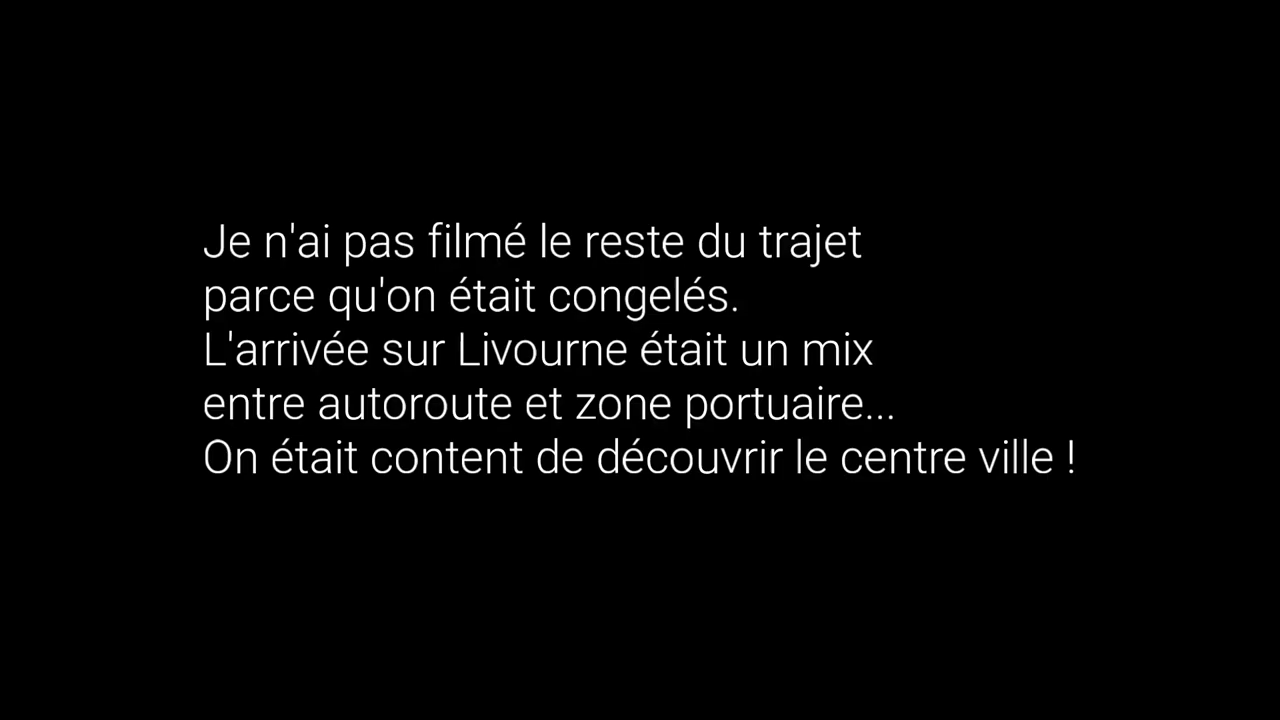 Je n'ai pas filmé le reste du trajet
parce qu'on était congelés.
L'arrivée sur Livourne était un mix
entre autoroute et zone portuaire...
On était content de découvrir le centre ville !